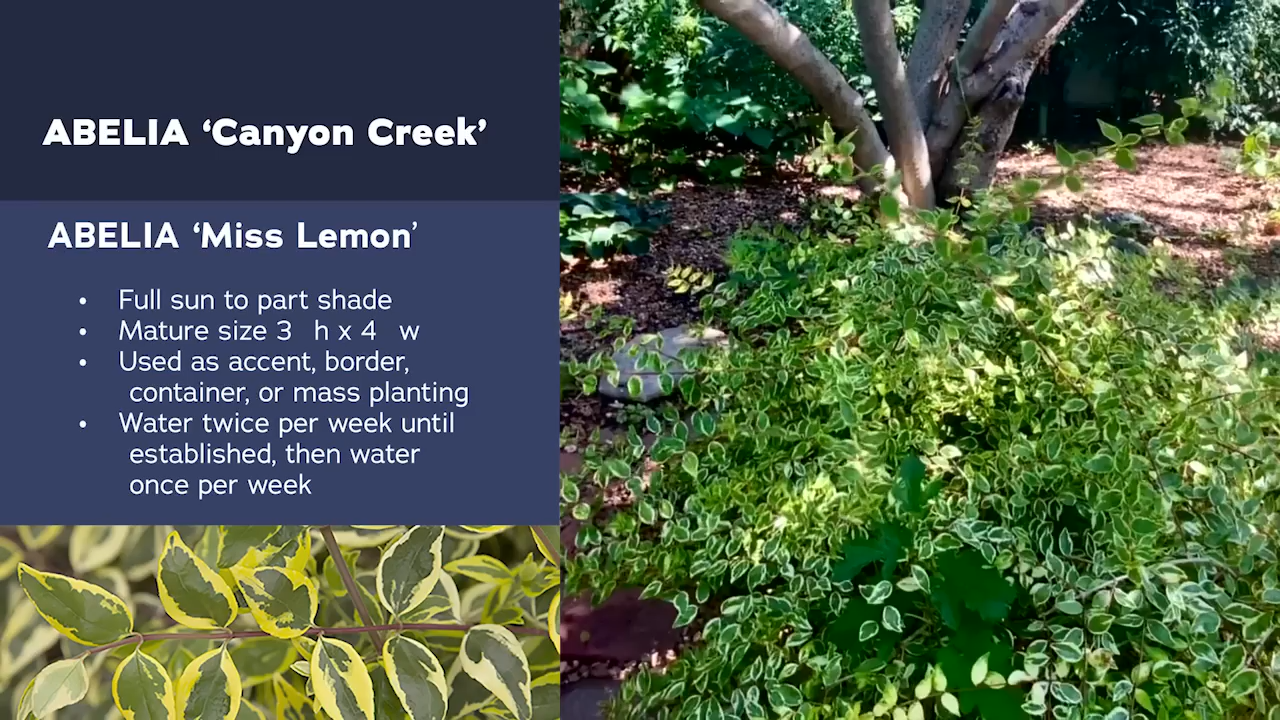 ABELIA ‘Canyon Creek’
ABELIA ‘Miss Lemon’
• Full sun to part shade
• Mature size 3 h x 4 w
• Used as accent, border,
container, or mass planting
• Water twice per week until
established, then water
once per week